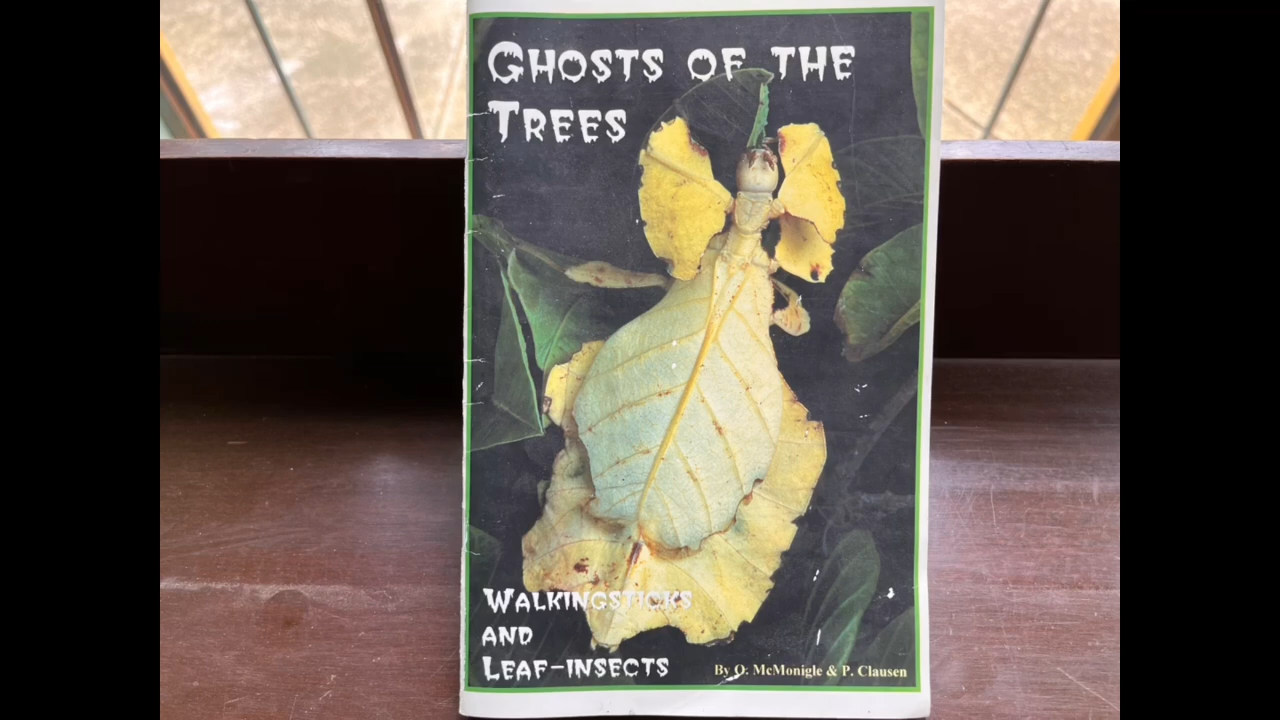 Ghosts of the
Trees
Walkingsticks
and
Leaf-insects
By O. McMonigle & P. Clausen